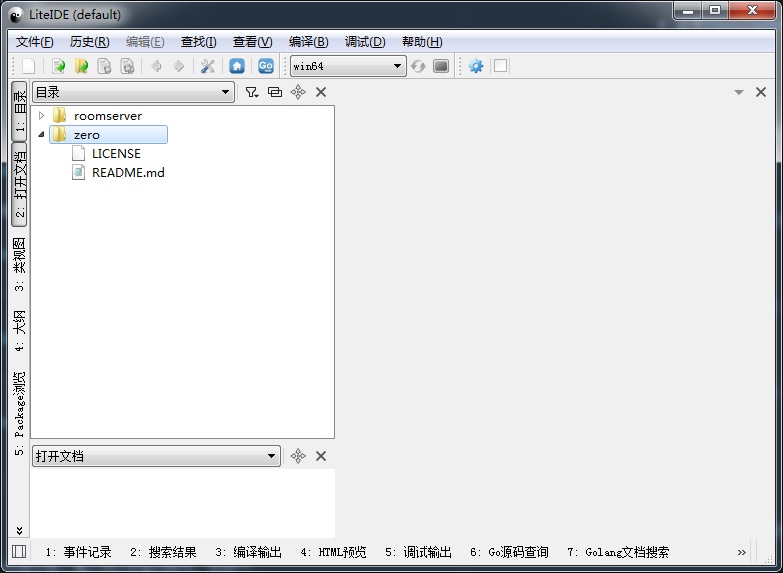 LiteIDE (default)
文件(F) 历史(R) 编辑(E) 查找(I) 查看(V) 编译(B) 调试(D) 帮助(H)
Go win64
1: 目录
2: 打开文档
3: 类视图
4: 大纲
5: Package浏览
目录
roomserver
zero
LICENSE
README.md
打开文档
1: 事件记录 2: 搜索结果 3: 编译输出 4: HTML预览 5: 调试输出 6: Go源码查询 7: Golang文档搜索